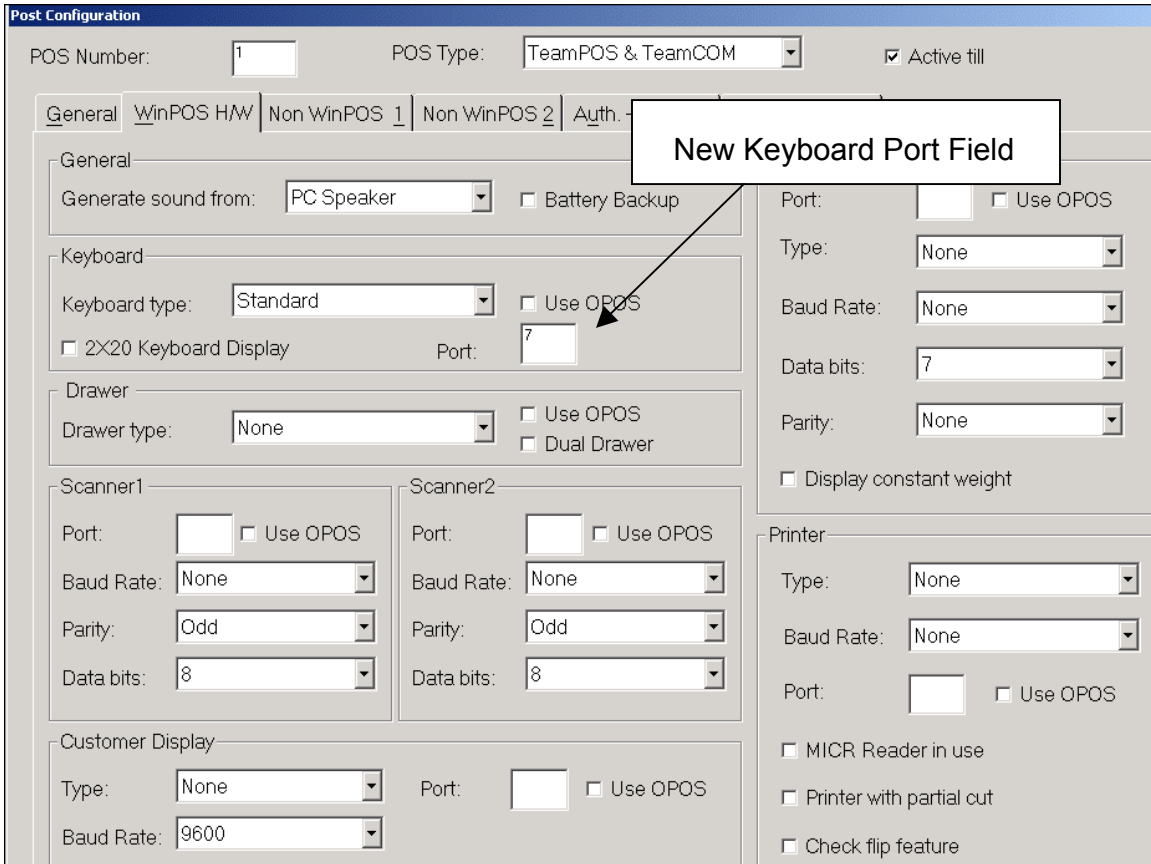 Post Configuration
POS Number: 1 POS Type: TeamPOS & TeamCOM Active till
General WinPOS H/W Non WinPOS 1 Non WinPOS 2 Auth. -
New Keyboard Port Field
General
Generate sound from: PC Speaker Battery Backup
Keyboard
Keyboard type: Standard Use OPOS
2X20 Keyboard Display Port: 7
Drawer
Drawer type: None Use OPOS
Dual Drawer
Scanner1
Port: Use OPOS
Baud Rate: None
Parity: Odd
Data bits: 8
Scanner2
Port: Use OPOS
Baud Rate: None
Parity: Odd
Data bits: 8
Customer Display
Type: None Port: Use OPOS
Baud Rate: 9600
Port: Use OPOS
Type: None
Baud Rate: None
Data bits: 7
Parity: None
Display constant weight
Printer
Type: None
Baud Rate: None
Port: Use OPOS
MICR Reader in use
Printer with partial cut
Check flip feature